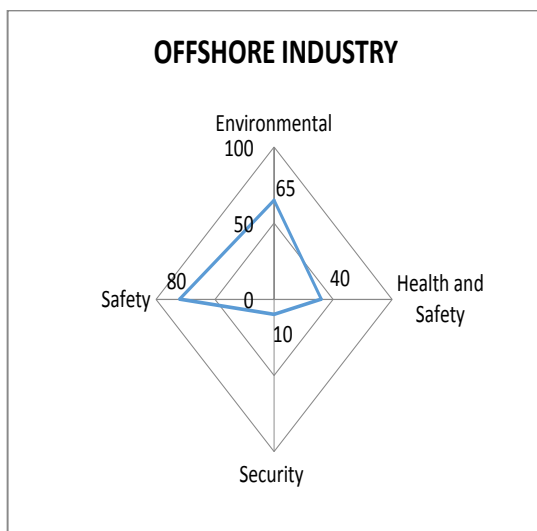 OFFSHORE INDUSTRY
Environmental
100
65
50
80
40
Health and
Safety
Safety
0
10
Security